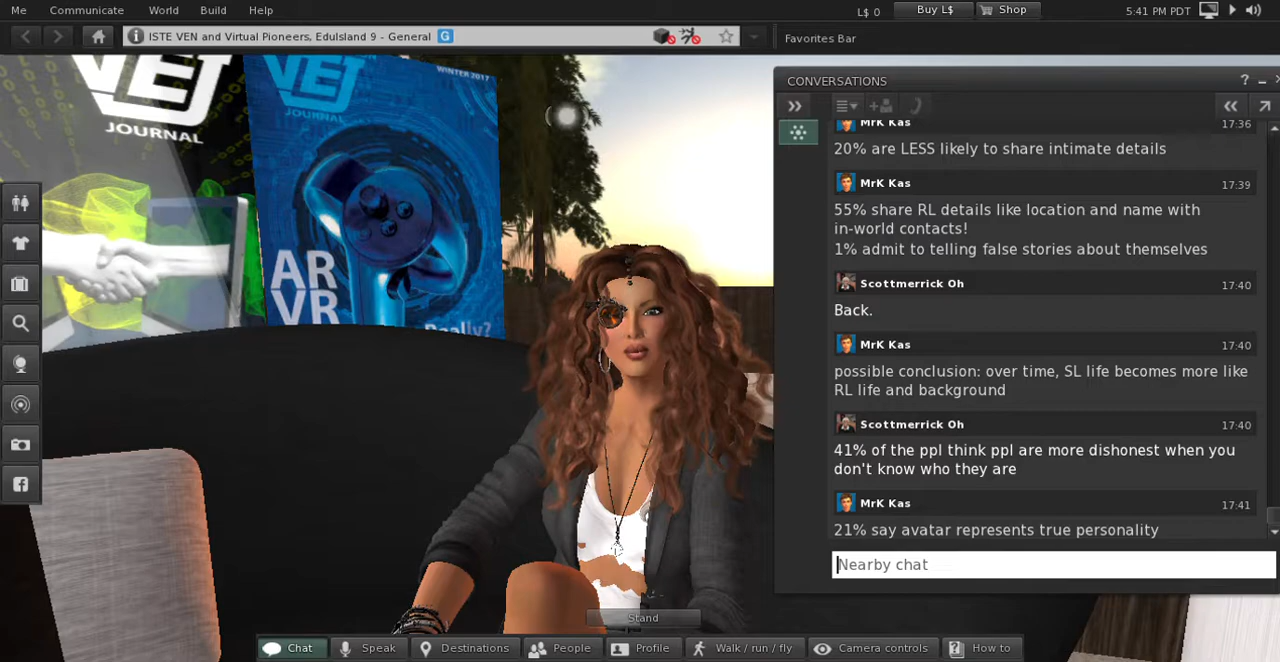 Me Communicate World Build Help L$ 0 Buy L$ Shop 5:41 PM PDT
ISTE VEN and Virtual Pioneers, EduIsland 9 - General G Favorites Bar
VEJ
JOURNAL
WINTER 2017
VEJ
JOURNAL
AR
VR
Really?
CONVERSATIONS ?
MrK Kas 17:36
20% are LESS likely to share intimate details
MrK Kas 17:39
55% share RL details like location and name with
in-world contacts!
1% admit to telling false stories about themselves
Scottmerrick Oh 17:40
Back.
MrK Kas 17:40
possible conclusion: over time, SL life becomes more like
RL life and background
Scottmerrick Oh 17:40
41% of the ppl think ppl are more dishonest when you
don't know who they are
MrK Kas 17:41
21% say avatar represents true personality
Nearby chat
Stand
Chat Speak Destinations People Profile Walk / run / fly Camera controls How to